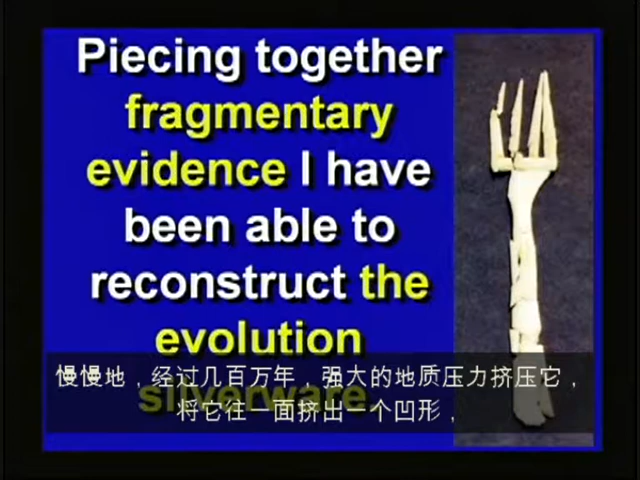 Piecing together
fragmentary
evidence I have
been able to
reconstruct the
evolution
silverware.
慢慢地，经过几百万年，强大的地质压力挤压它，
将它往一面挤出一个凹形，